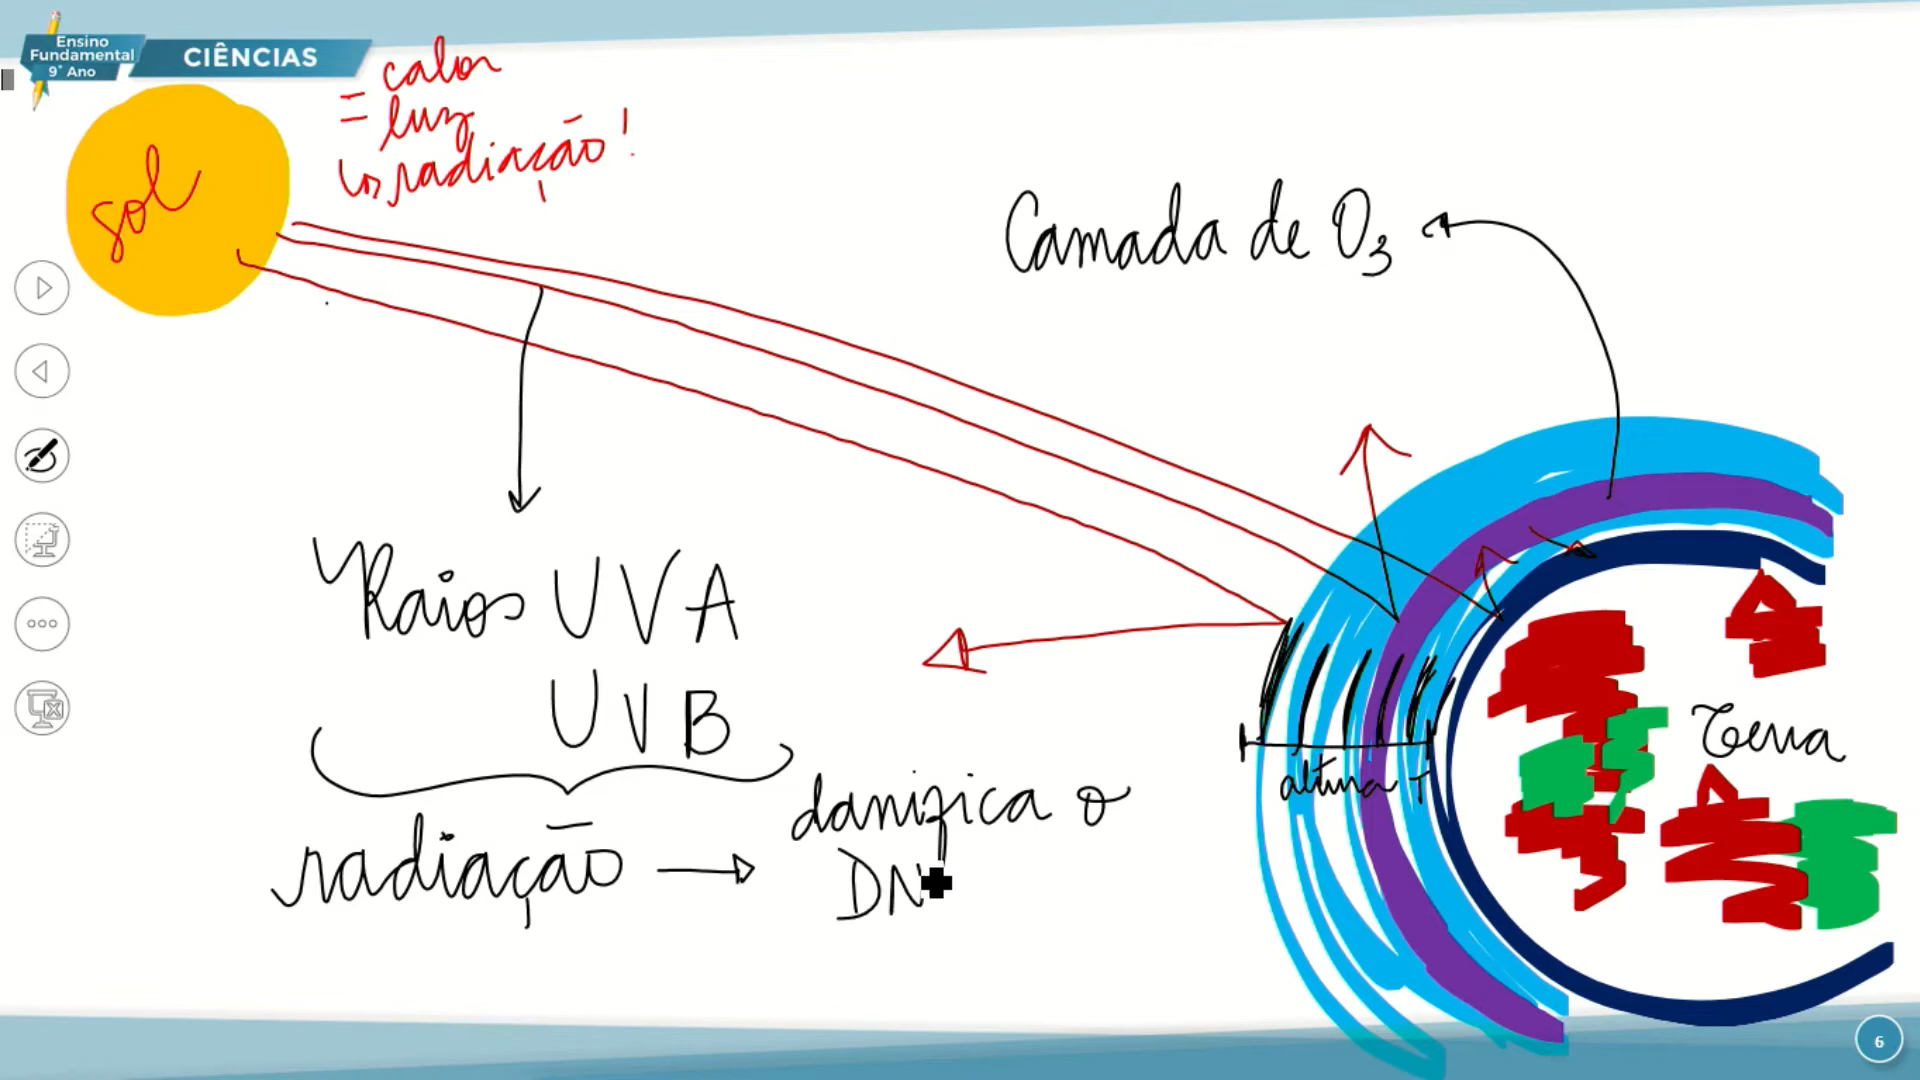 Ensino
Fundamental
9° Ano
CIÊNCIAS
sol
= calor
luz
radiação!
Camada de O3
Raios UVA
UVB
radiação → danifica o
DN
altura T
Terra
6